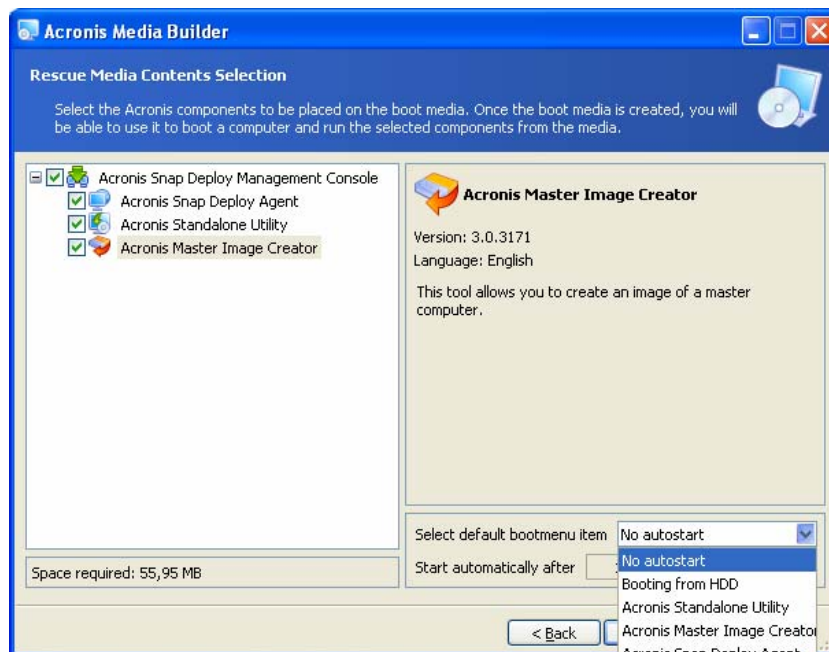 Acronis Media Builder
Rescue Media Contents Selection
Select the Acronis components to be placed on the boot media. Once the boot media is created, you will
be able to use it to boot a computer and run the selected components from the media.
Acronis Snap Deploy Management Console
Acronis Snap Deploy Agent
Acronis Standalone Utility
Acronis Master Image Creator
Space required: 55,95 MB
Acronis Master Image Creator
Version: 3.0.3171
Language: English
This tool allows you to create an image of a master
computer.
Select default bootmenu item No autostart
Start automatically after
No autostart
Booting from HDD
Acronis Standalone Utility
Acronis Master Image Creator
Acronis Snap Deploy Agent
< Back